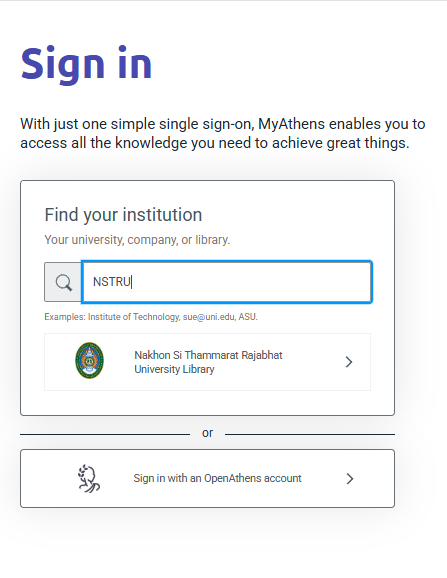 Sign in
With just one simple single sign-on, MyAthens enables you to
access all the knowledge you need to achieve great things.
Find your institution
Your university, company, or library.
NSTRU
Examples: Institute of Technology, sue@uni.edu, ASU.
Nakhon Si Thammarat Rajabhat
University Library
or
Sign in with an OpenAthens account